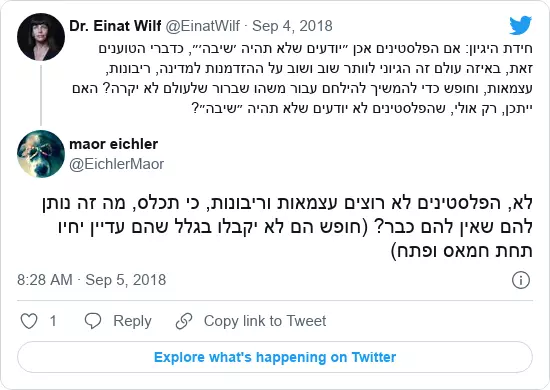 Dr. Einat Wilf @EinatWilf · Sep 4, 2018
חידת היגיון: אם הפלסטינים אכן ״יודעים שלא תהיה ׳שיבה׳״, כדברי הטוענים
זאת, באיזה עולם זה הגיוני לוותר שוב ושוב על ההזדמנות למדינה, ריבונות,
עצמאות, וחופש כדי להמשיך להילחם עבור משהו שברור שלעולם לא יקרה? האם
ייתכן, רק אולי, שהפלסטינים לא יודעים שלא תהיה ״שיבה״?
maor eichler
@EichlerMaor
לא, הפלסטינים לא רוצים עצמאות וריבונות, כי תכלס, מה זה נותן
להם שאין להם כבר? (חופש הם לא יקבלו בגלל שהם עדיין יחיו
תחת חמאס ופתח)
8:28 AM · Sep 5, 2018
1 Reply Copy link to Tweet
Explore what's happening on Twitter